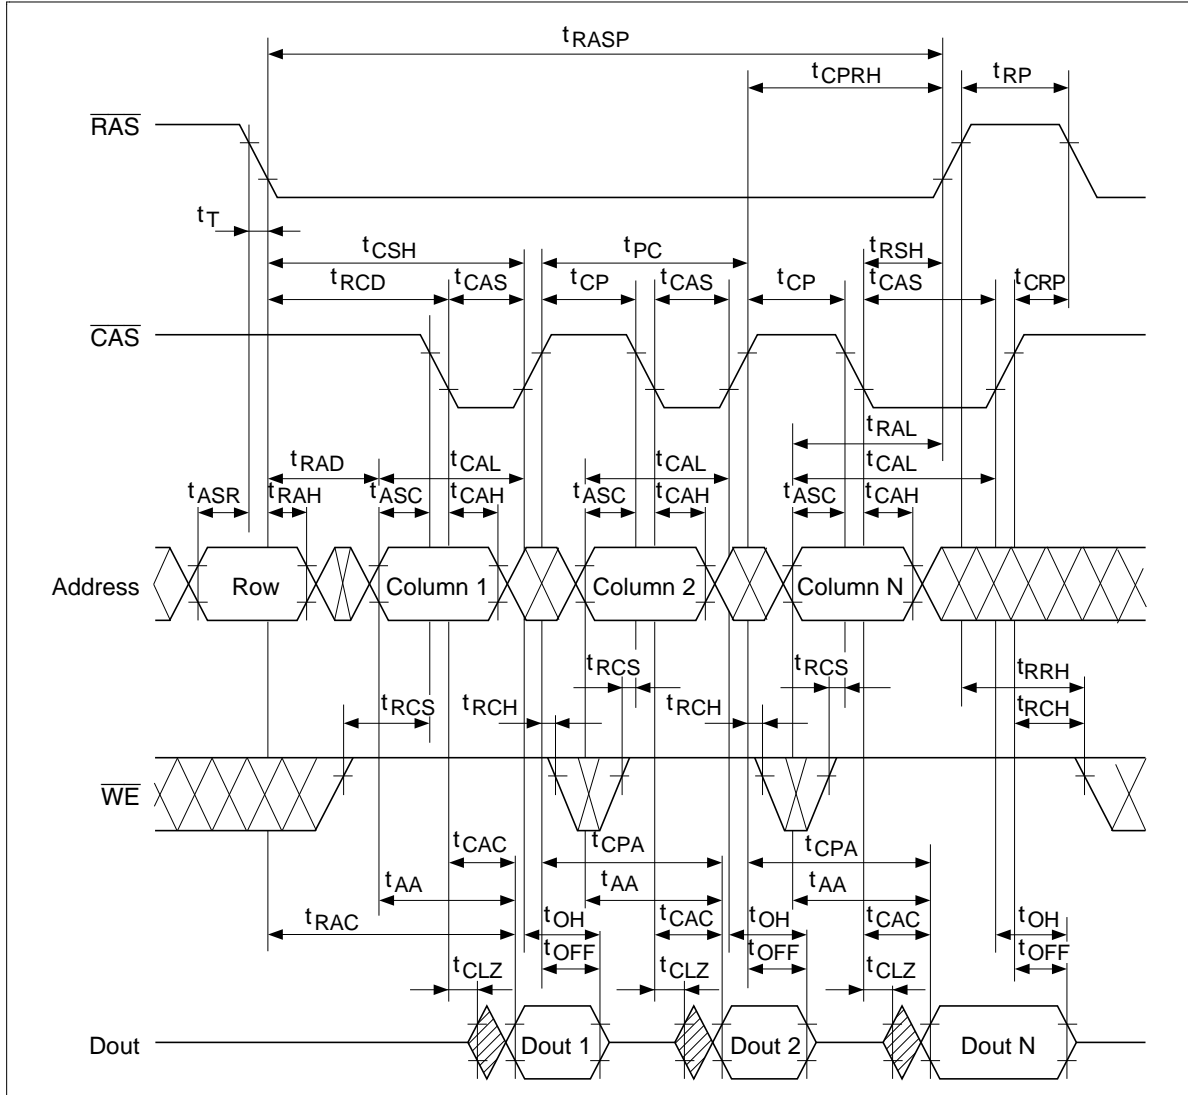 tRASP
tCPRH tRP
RAS
tT
tCSH tPC tRSH
tRCD tCAS tCP tCAS tCP tCAS tCRP
CAS
tRAL
tRAD tCAL tCAL tCAL
tASR tRAH tASC tCAH tASC tCAH tASC tCAH
Address Row Column 1 Column 2 Column N
tRCS tRCS tRRH
tRCS tRCH tRCH tRCH
WE
tCAC tCPA tCPA
tAA tAA tAA
tRAC tOH tCAC tOH tCAC tOH
tOFF tOFF tOFF
tCLZ tCLZ tCLZ
Dout Dout 1 Dout 2 Dout N